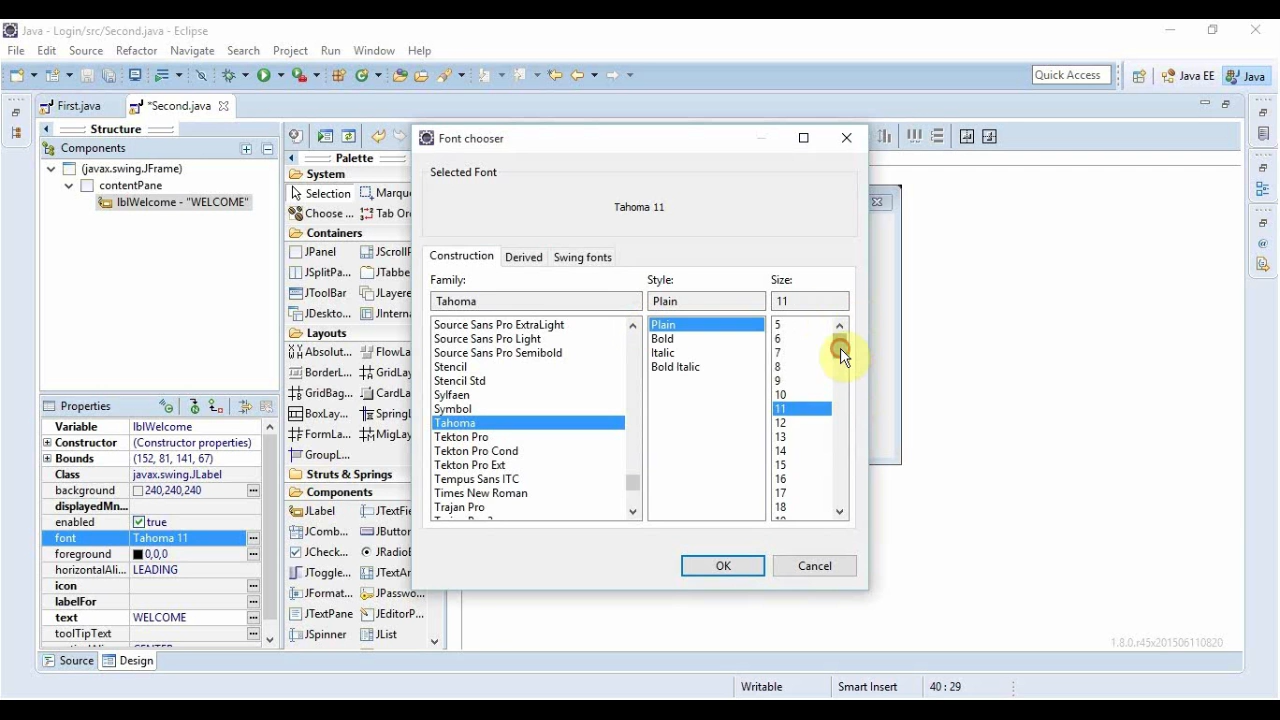 Java - Login/src/Second.java - Eclipse
File Edit Source Refactor Navigate Search Project Run Window Help
Quick Access Java EE Java
First.java *Second.java
Structure
Components
(javax.swing.JFrame)
contentPane
lblWelcome - "WELCOME"
Palette
System
Selection Marque
Choose ... Tab Or
Containers
JPanel JScrollP
JSplitPa... JTabbe
JToolBar JLayere
JDeskto... JIntern
Layouts
Absolut... FlowLa
BorderL... GridLay
GridBag... CardLa
BoxLay... SpringL
FormLa... MigLay
GroupL...
Struts & Springs
Components
JLabel JTextFie
JComb... JButton
JCheck... JRadioB
JToggle... JTextAr
JFormat... JPasswo
JTextPane JEditorP...
JSpinner JList
Properties
Variable lblWelcome
Constructor (Constructor properties)
Bounds (152, 81, 141, 67)
Class javax.swing.JLabel
background 240,240,240
displayedMn...
enabled true
font Tahoma 11
foreground 0,0,0
horizontalAli... LEADING
icon
labelFor
text WELCOME
toolTipText
Source Design
Font chooser
Selected Font
Tahoma 11
Construction Derived Swing fonts
Family: Style: Size:
Tahoma Plain 11
Source Sans Pro ExtraLight Plain 5
Source Sans Pro Light Bold 6
Source Sans Pro Semibold Italic 7
Stencil Bold Italic 8
Stencil Std 9
Sylfaen 10
Symbol 11
Tahoma 12
Tekton Pro 13
Tekton Pro Cond 14
Tekton Pro Ext 15
Tempus Sans ITC 16
Times New Roman 17
Trajan Pro 18
OK Cancel
1.8.0.r45x201506110820
Writable Smart Insert 40 : 29